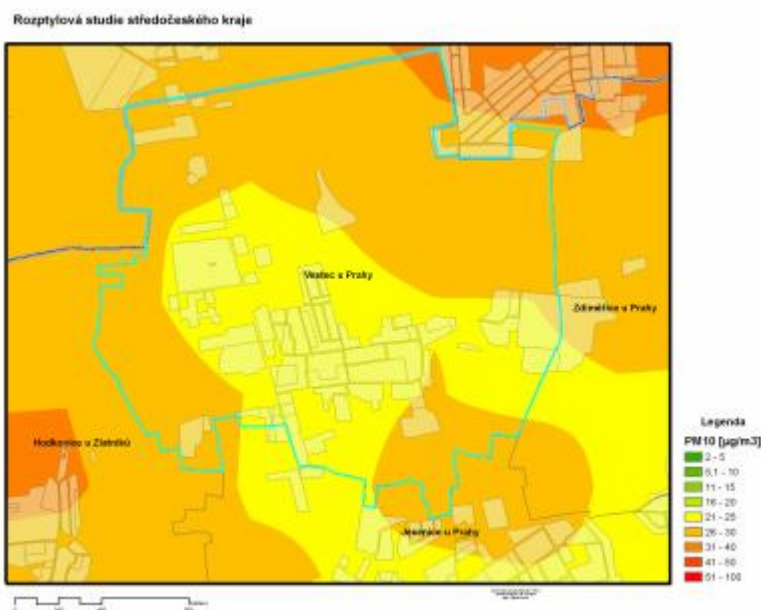 Rozptylová studie středočeského kraje
Vestec u Prahy
Zdiměřice u Prahy
Hodkovice u Zlatníků
Jesenice u Prahy
Legenda
PM10 [µg/m3]
2 - 5
5,1 - 10
11 - 15
16 - 20
21 - 25
26 - 30
31 - 40
41 - 50
51 - 100